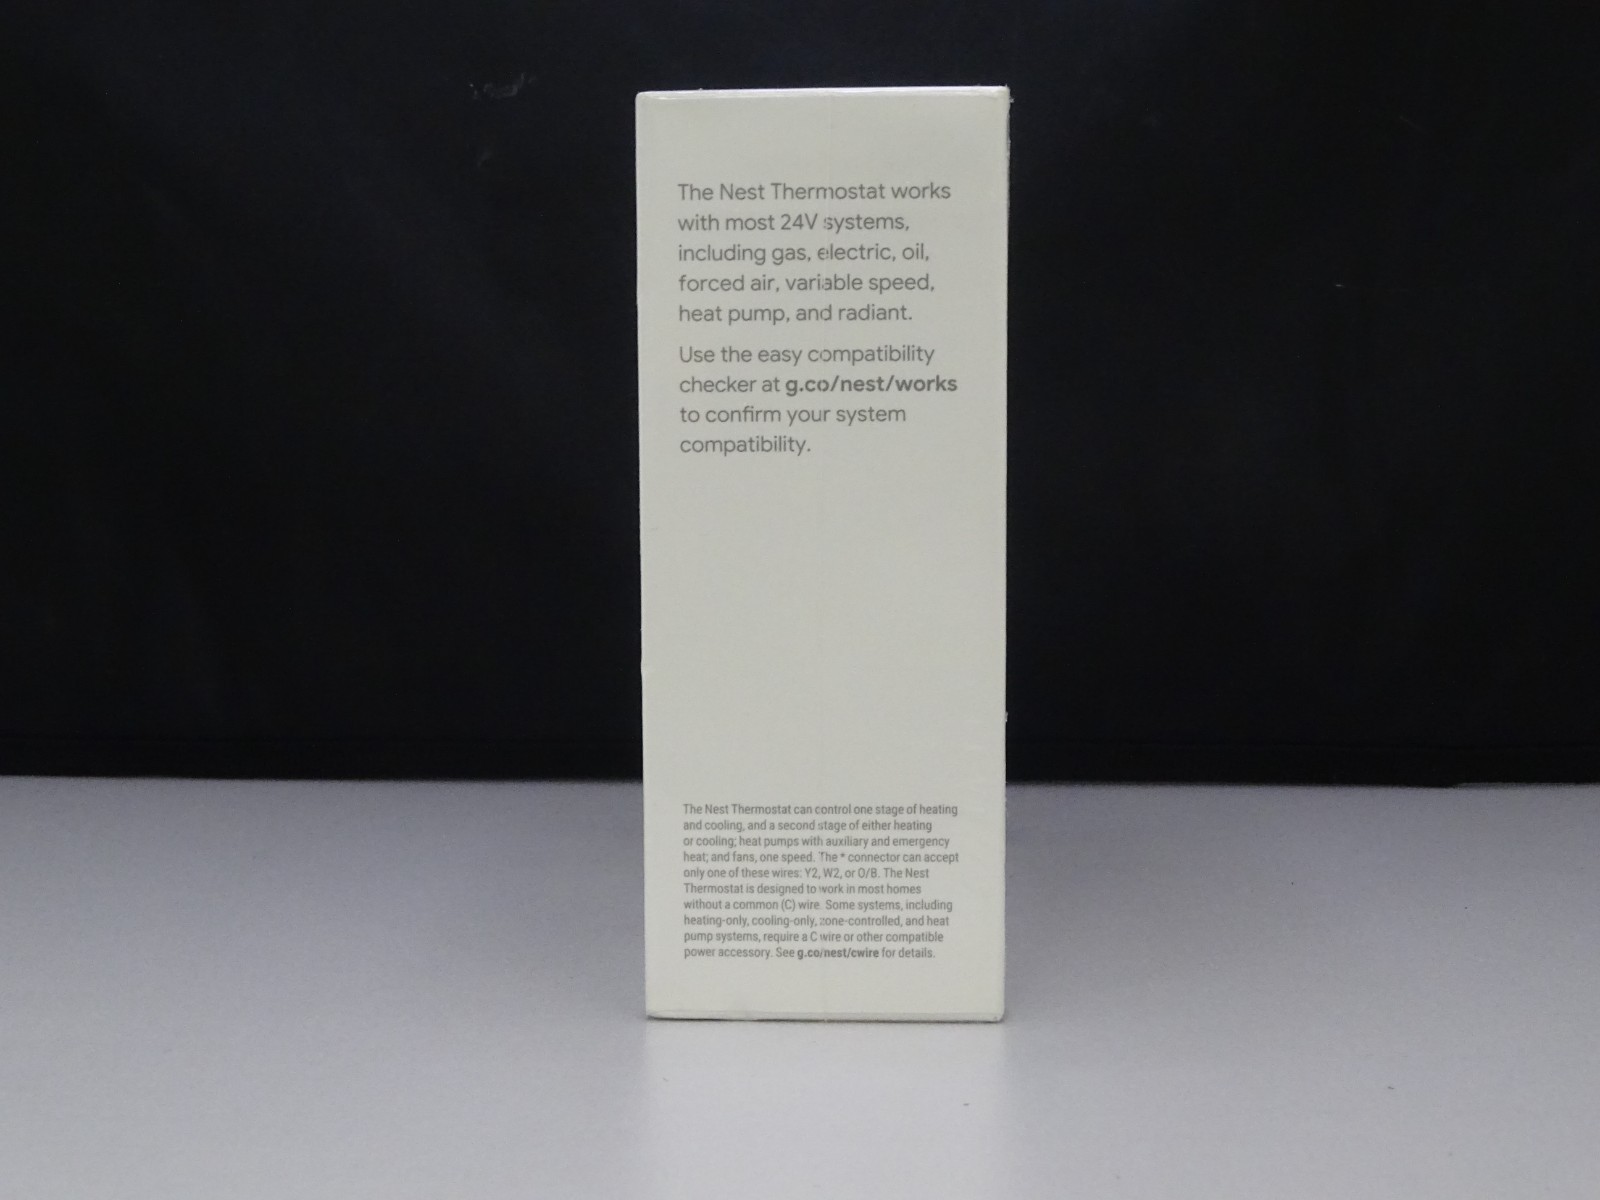 The Nest Thermostat works
with most 24V systems,
including gas, electric, oil,
forced air, variable speed,
heat pump, and radiant.
Use the easy compatibility
checker at g.co/nest/works
to confirm your system
compatibility.
The Nest Thermostat can control one stage of heating
and cooling, and a second stage of either heating
or cooling; heat pumps with auxiliary and emergency
heat; and fans, one speed. The * connector can accept
only one of these wires: Y2, W2, or O/B. The Nest
Thermostat is designed to work in most homes
without a common (C) wire. Some systems, including
heating-only, cooling-only, zone-controlled, and heat
pump systems, require a C wire or other compatible
power accessory. See g.co/nest/cwire for details.